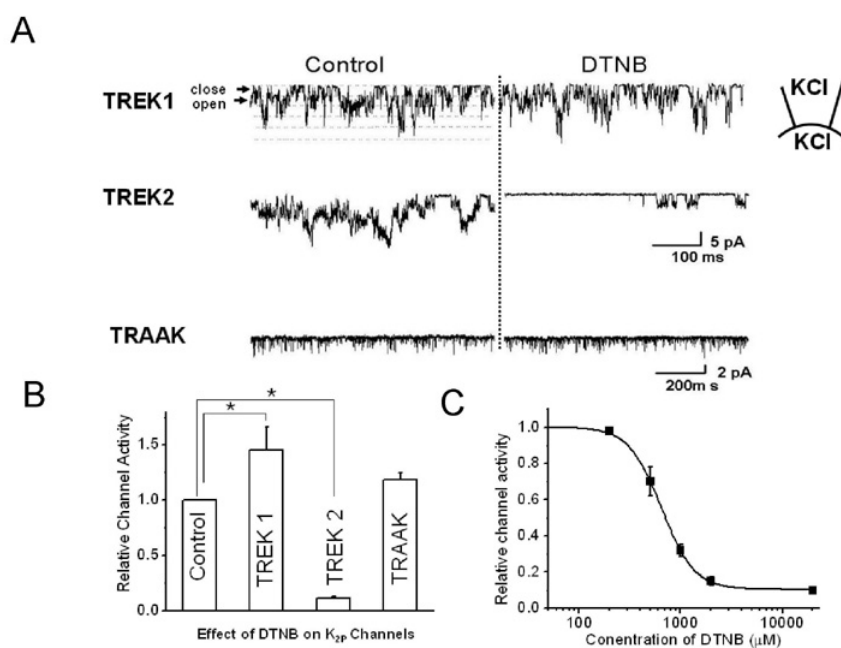 A
Control DTNB
TREK1 close open KCl
KCl
TREK2
5 pA
100 ms
TRAAK
2 pA
200m s
B
*
*
Relative Channel Activity
1.5
1.0
0.5
0.0
Control TREK 1 TREK 2 TRAAK
Effect of DTNB on K2P Channels
C
Relative channel activity
1.0
0.8
0.6
0.4
0.2
0.0
100 1000 10000
Conentration of DTNB (μM)